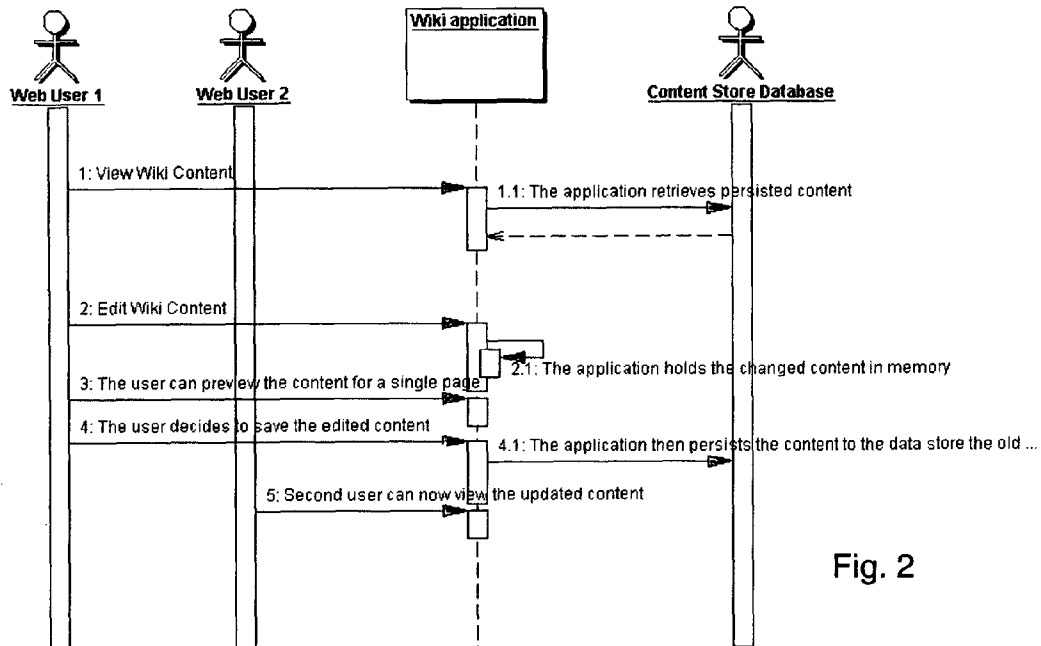 Web User 1
Web User 2
Wiki application
Content Store Database
1: View Wiki Content
1.1: The application retrieves persisted content
2: Edit Wiki Content
2.1: The application holds the changed content in memory
3: The user can preview the content for a single page
4: The user decides to save the edited content
4.1: The application then persists the content to the data store the old ...
5: Second user can now view the updated content
Fig. 2